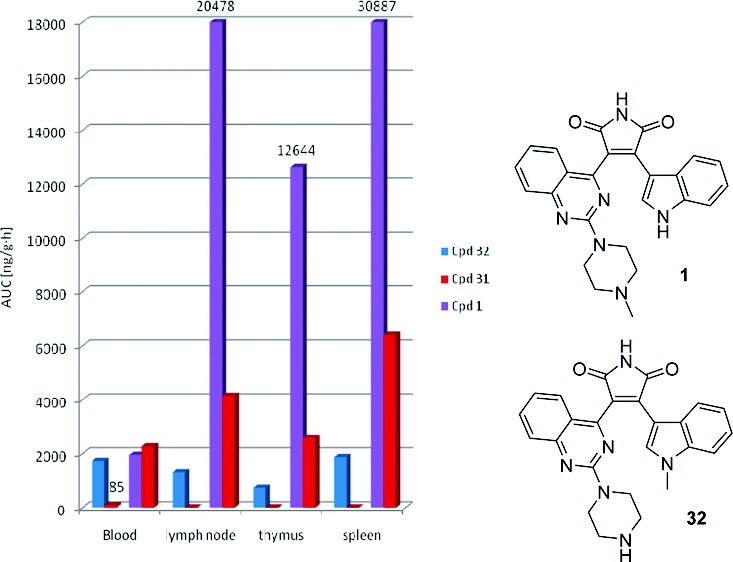 20478
30887
18000
16000
14000
12644
12000
10000
8000
6000
4000
2000
85
0
AUC [ng/g·h]
Blood
lymph node
thymus
spleen
Cpd 32
Cpd 31
Cpd 1
H
N
O
O
N
N
N
H
N
N
1
H
N
O
O
N
N
N
N
N
H
32